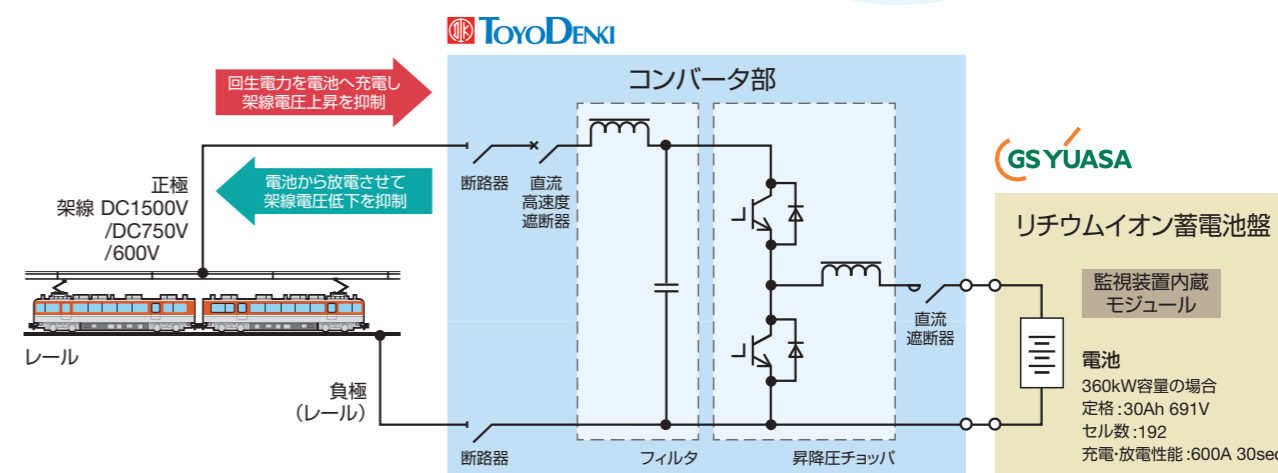 TOYO DENKI
コンバータ部
回生電力を電池へ充電し
架線電圧上昇を抑制
電池から放電させて
架線電圧低下を抑制
正極
架線 DC1500V
/DC750V
/600V
レール
負極
(レール)
断路器
直流
高速度
遮断器
断路器
フィルタ
昇降圧チョッパ
直流
遮断器
GS YUASA
リチウムイオン蓄電池盤
監視装置内蔵
モジュール
電池
360kW容量の場合
定格:30Ah 691V
セル数:192
充電・放電性能:600A 30sec